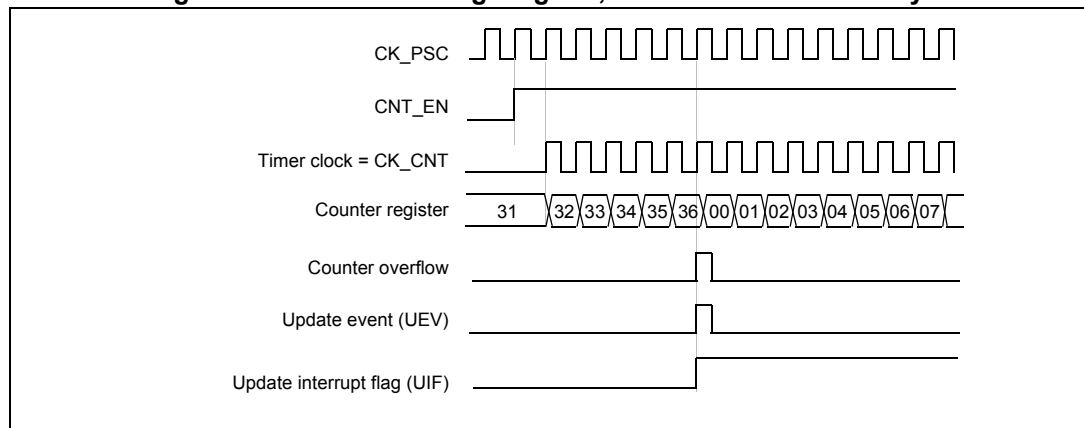 CK_PSC
CNT_EN
Timer clock = CK_CNT
Counter register 31 32 33 34 35 36 00 01 02 03 04 05 06 07
Counter overflow
Update event (UEV)
Update interrupt flag (UIF)